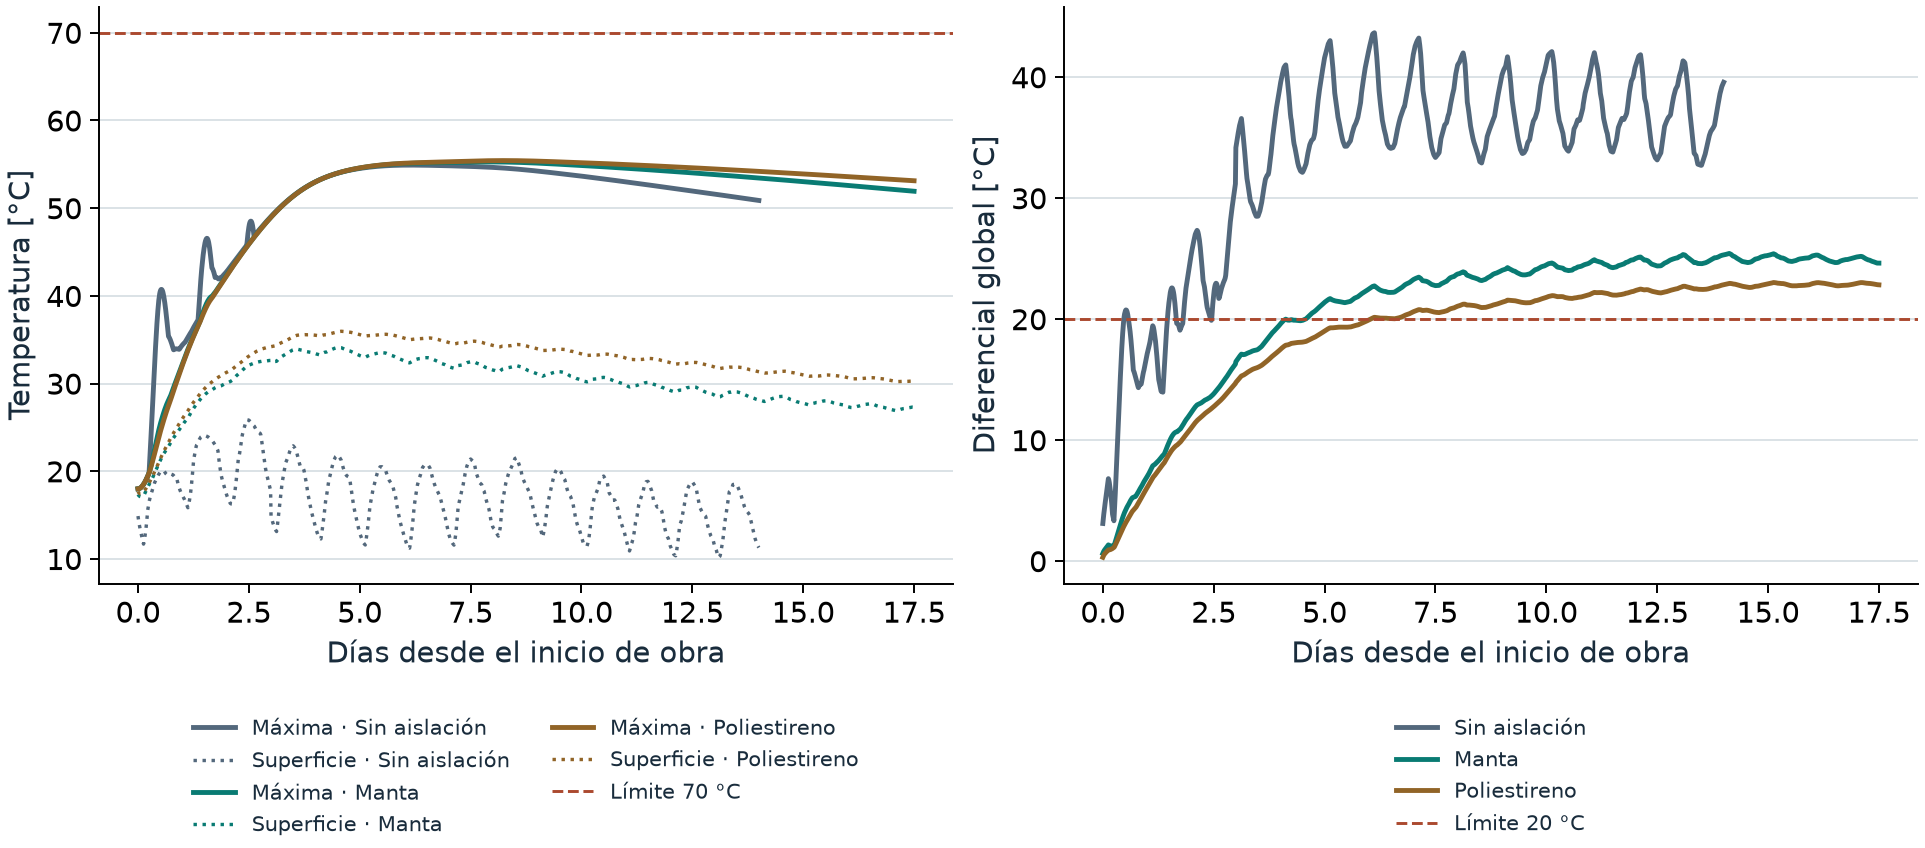 Temperatura [°C]
70
60
50
40
30
20
10
0.0 2.5 5.0 7.5 10.0 12.5 15.0 17.5
Días desde el inicio de obra
Máxima · Sin aislación
Superficie · Sin aislación
Máxima · Manta
Superficie · Manta
Máxima · Poliestireno
Superficie · Poliestireno
Límite 70 °C
Diferencial global [°C]
40
30
20
10
0
0.0 2.5 5.0 7.5 10.0 12.5 15.0 17.5
Días desde el inicio de obra
Sin aislación
Manta
Poliestireno
Límite 20 °C